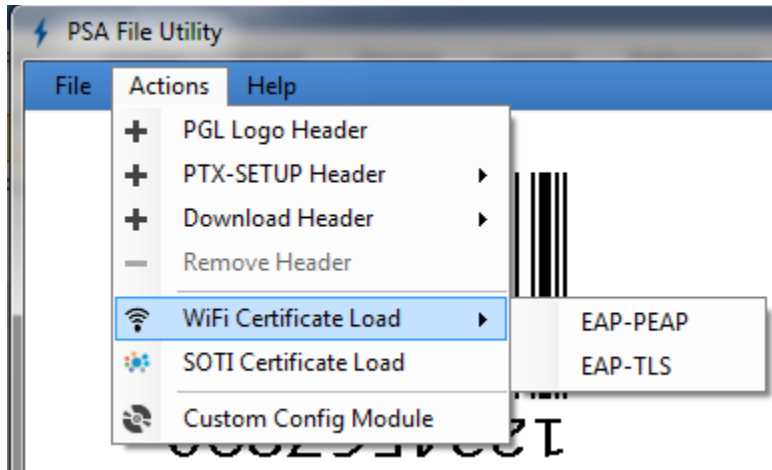 PSA File Utility
File Actions Help
PGL Logo Header
PTX-SETUP Header
Download Header
Remove Header
WiFi Certificate Load
EAP-PEAP
EAP-TLS
SOTI Certificate Load
Custom Config Module